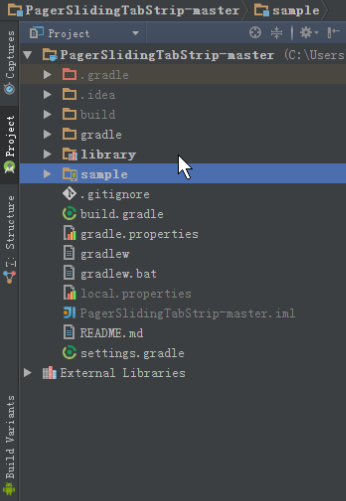 PagerSlidingTabStrip-master sample
Project
PagerSlidingTabStrip-master (C:\Users
.gradle
.idea
build
gradle
library
sample
.gitignore
build.gradle
gradle.properties
gradlew
gradlew.bat
local.properties
PagerSlidingTabStrip-master.iml
README.md
settings.gradle
External Libraries
Captures
1: Project
7: Structure
Build Variants